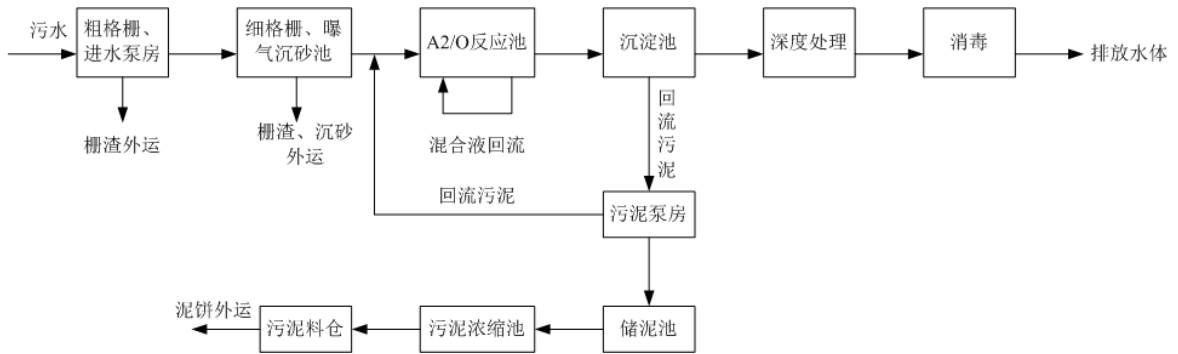 污水
粗格栅、
进水泵房
细格栅、曝
气沉砂池
A2/O反应池
沉淀池
深度处理
消毒
排放水体
栅渣外运
栅渣、沉砂
外运
混合液回流
回
流
污
泥
回流污泥
污泥泵房
泥饼外运
污泥料仓
污泥浓缩池
储泥池